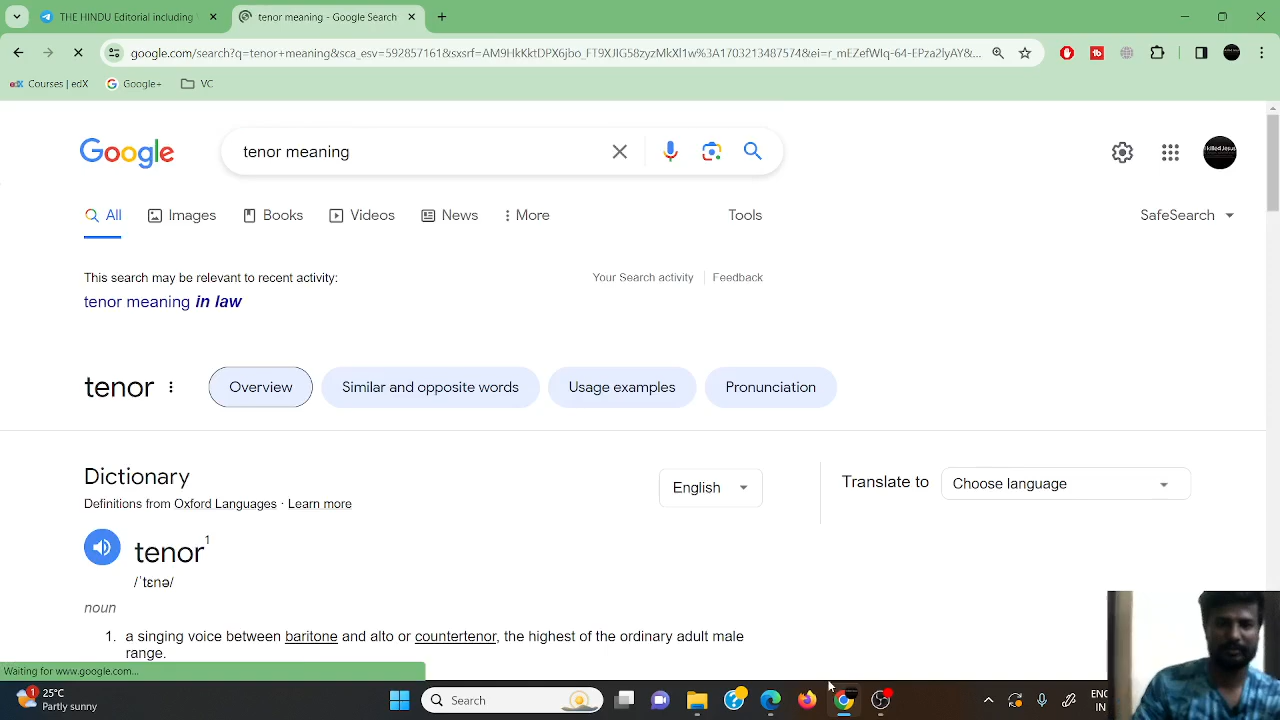 THE HINDU Editorial including
tenor meaning - Google Search
google.com/search?q=tenor+meaning&sca_esv=592857161&sxsrf=AM9HkKktDPX6jbo_FT9XJIG58zyzMkXl1w%3A1703213487574&ei=r_mEZefWIq-64-EPza2lyAY&...
Courses | edX
Google+
VC
Google
tenor meaning
All
Images
Books
Videos
News
More
Tools
SafeSearch
This search may be relevant to recent activity:
Your Search activity
Feedback
tenor meaning in law
tenor
Overview
Similar and opposite words
Usage examples
Pronunciation
Dictionary
English
Translate to
Choose language
Definitions from Oxford Languages · Learn more
tenor1
/ˈtɛnə/
noun
1. a singing voice between baritone and alto or countertenor, the highest of the ordinary adult male
range.
Waiting for www.google.com...
1
25°C
Partly sunny
Search
ENG
IN